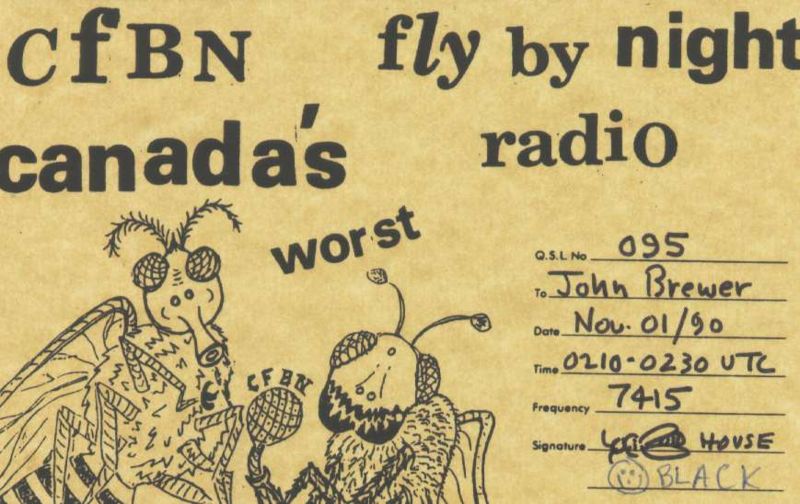 CfBN fly by night
canada's radio
worst
CFBN
Q.S.L. No 095
To John Brewer
Date Nov. 01/90
Time 0210-0230 UTC
Frequency 7415
Signature HOUSE
BLACK